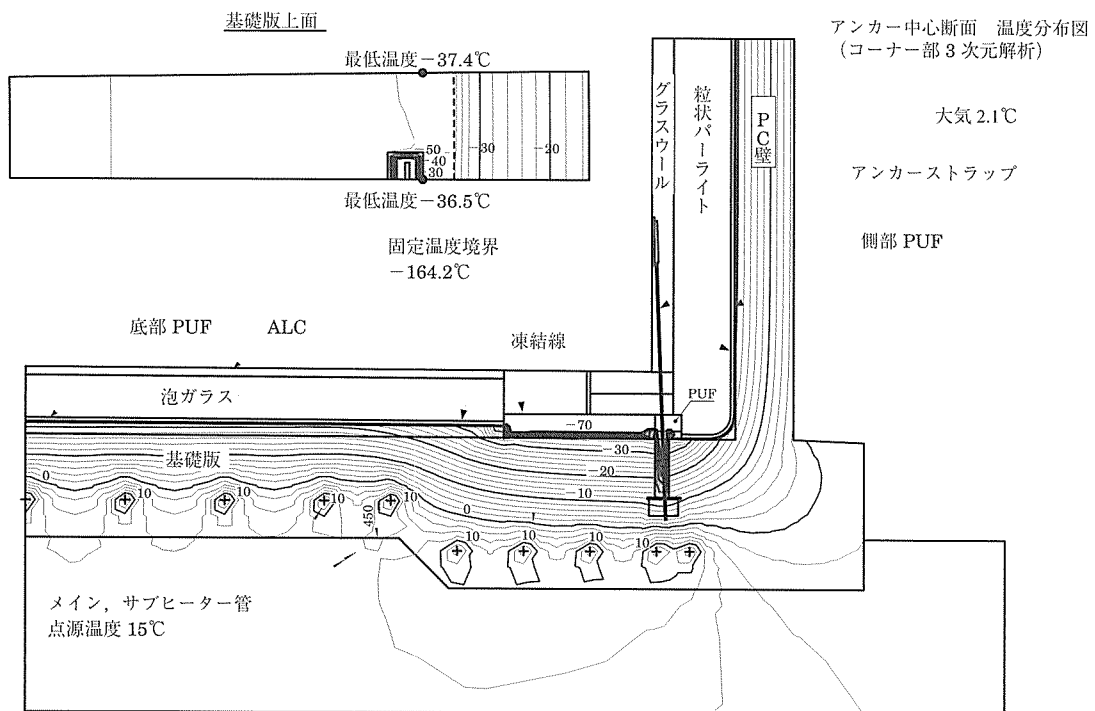 基礎版上面
最低温度－37.4℃
－50
－40
－30
－30
－20
最低温度－36.5℃
固定温度境界
－164.2℃
アンカー中心断面　温度分布図
（コーナー部3次元解析）
大気 2.1℃
アンカーストラップ
側部 PUF
グラスウール
粒状パーライト
PC壁
底部 PUF
ALC
凍結線
泡ガラス
PUF
－70
－30
－20
－10
0
基礎版
0
10
10
10
10
450
10
10
10
10
メイン，サブヒーター管
点源温度 15℃